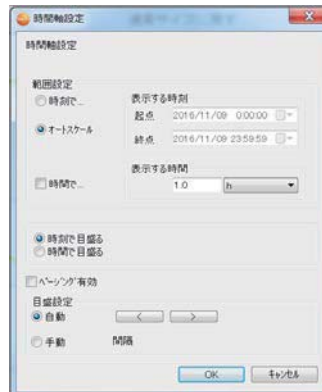 時間軸設定
時間軸設定
範囲設定
時刻で...
表示する時刻
起点 2016/11/09 0:00:00
オートスケール
終点 2016/11/09 23:59:59
表示する時間
時間で...
1.0 h
時刻で目盛る
時間で目盛る
ページング有効
目盛設定
自動 < >
手動 間隔
OK キャンセル